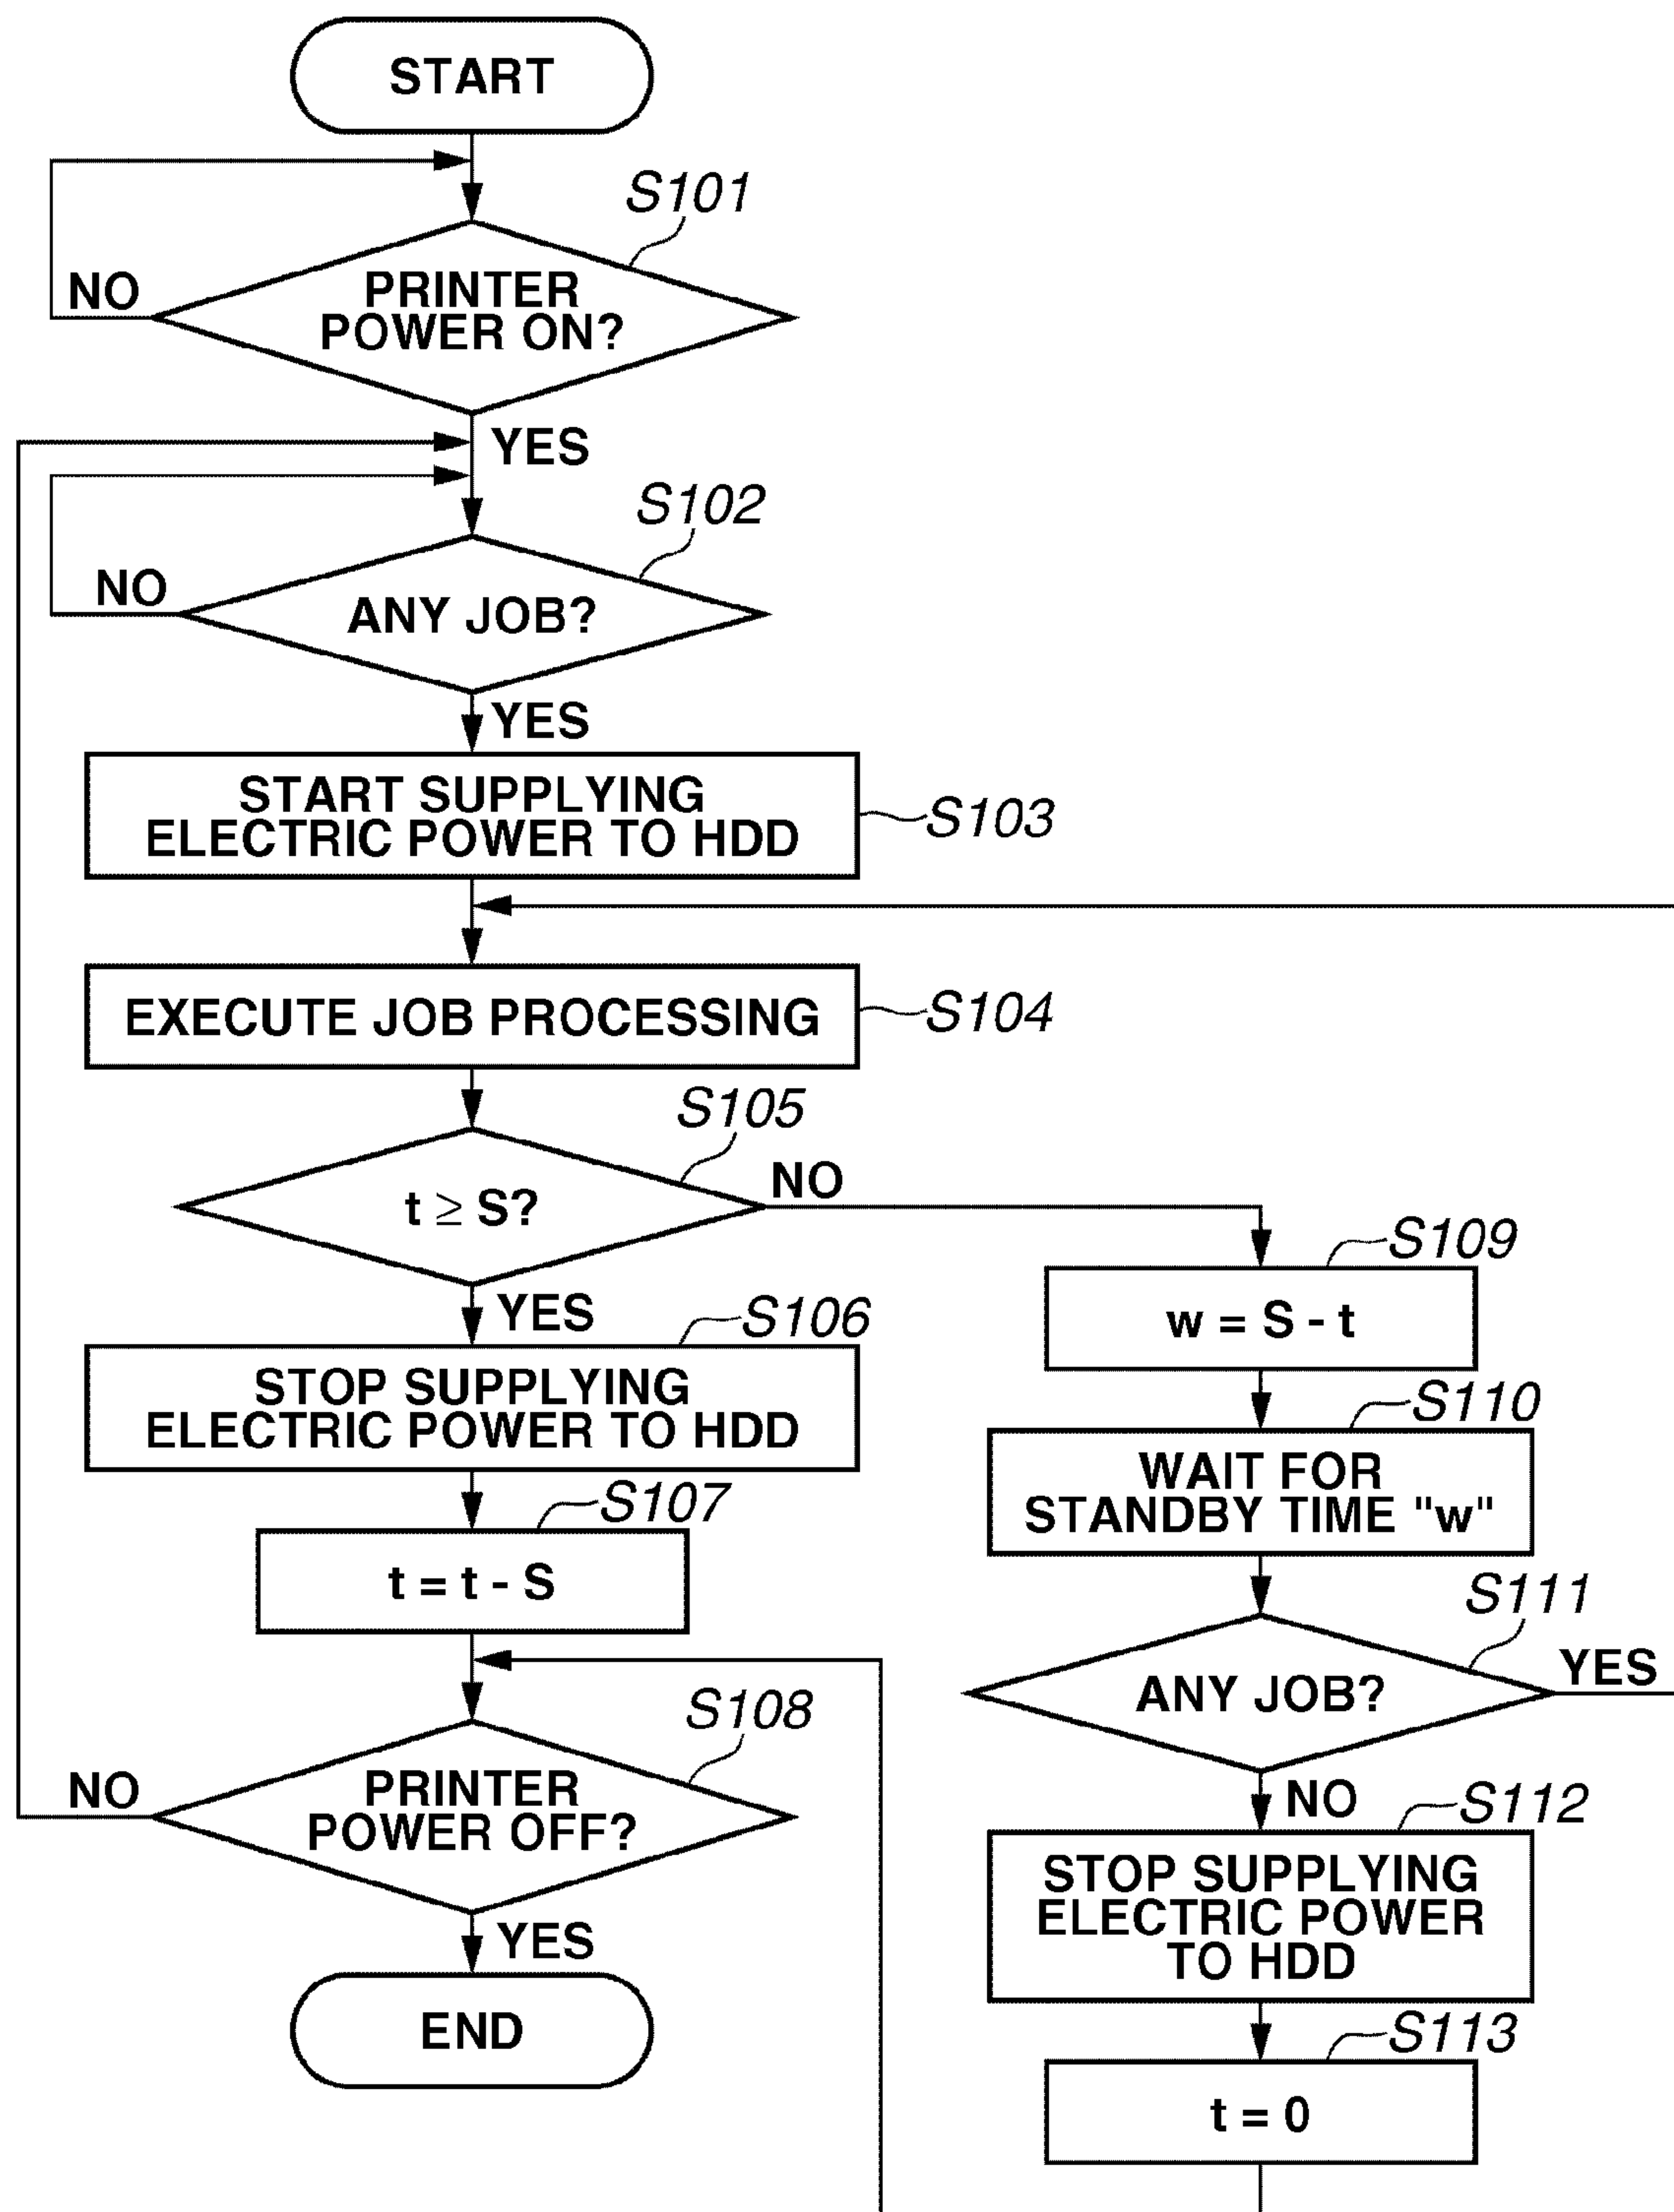 START
S101
NO
PRINTER
POWER ON?
YES
S102
NO
ANY JOB?
YES
START SUPPLYING
ELECTRIC POWER TO HDD
S103
EXECUTE JOB PROCESSING
S104
S105
t ≥ S?
NO
YES
S106
STOP SUPPLYING
ELECTRIC POWER TO HDD
S107
t = t - S
S108
NO
PRINTER
POWER OFF?
YES
END
S109
w = S - t
S110
WAIT FOR
STANDBY TIME "w"
S111
ANY JOB?
YES
NO
S112
STOP SUPPLYING
ELECTRIC POWER
TO HDD
S113
t = 0